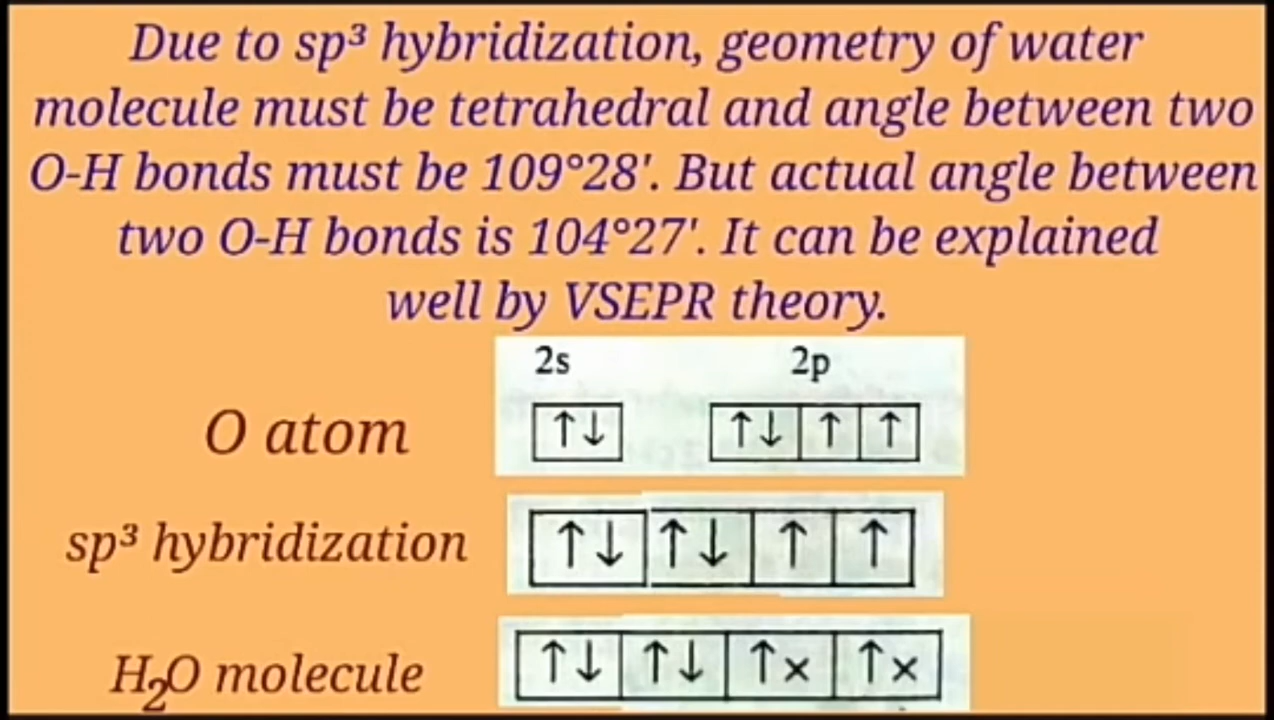 Due to sp³ hybridization, geometry of water
molecule must be tetrahedral and angle between two
O-H bonds must be 109°28'. But actual angle between
two O-H bonds is 104°27'. It can be explained
well by VSEPR theory.
2s 2p
O atom ↑↓ ↑↓ ↑ ↑
sp³ hybridization ↑↓ ↑↓ ↑ ↑
H₂O molecule ↑↓ ↑↓ ↑× ↑×